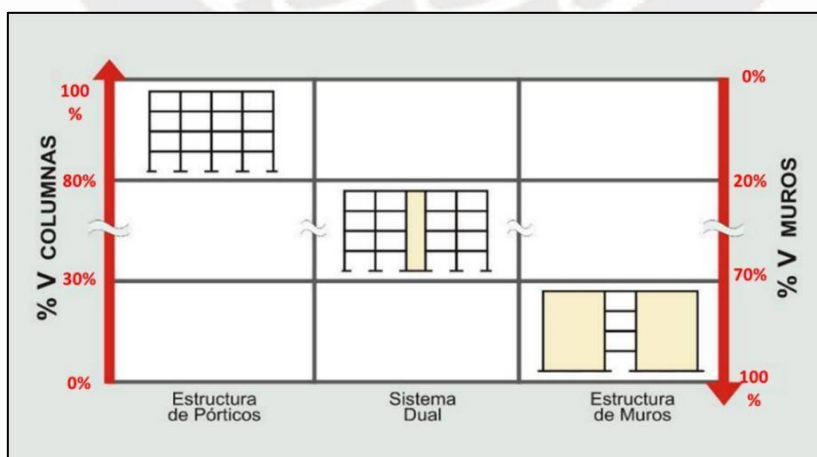 100
%
80%
30%
0%
% V COLUMNAS
0%
20%
70%
100
%
% V MUROS
Estructura
de Pórticos
Sistema
Dual
Estructura
de Muros